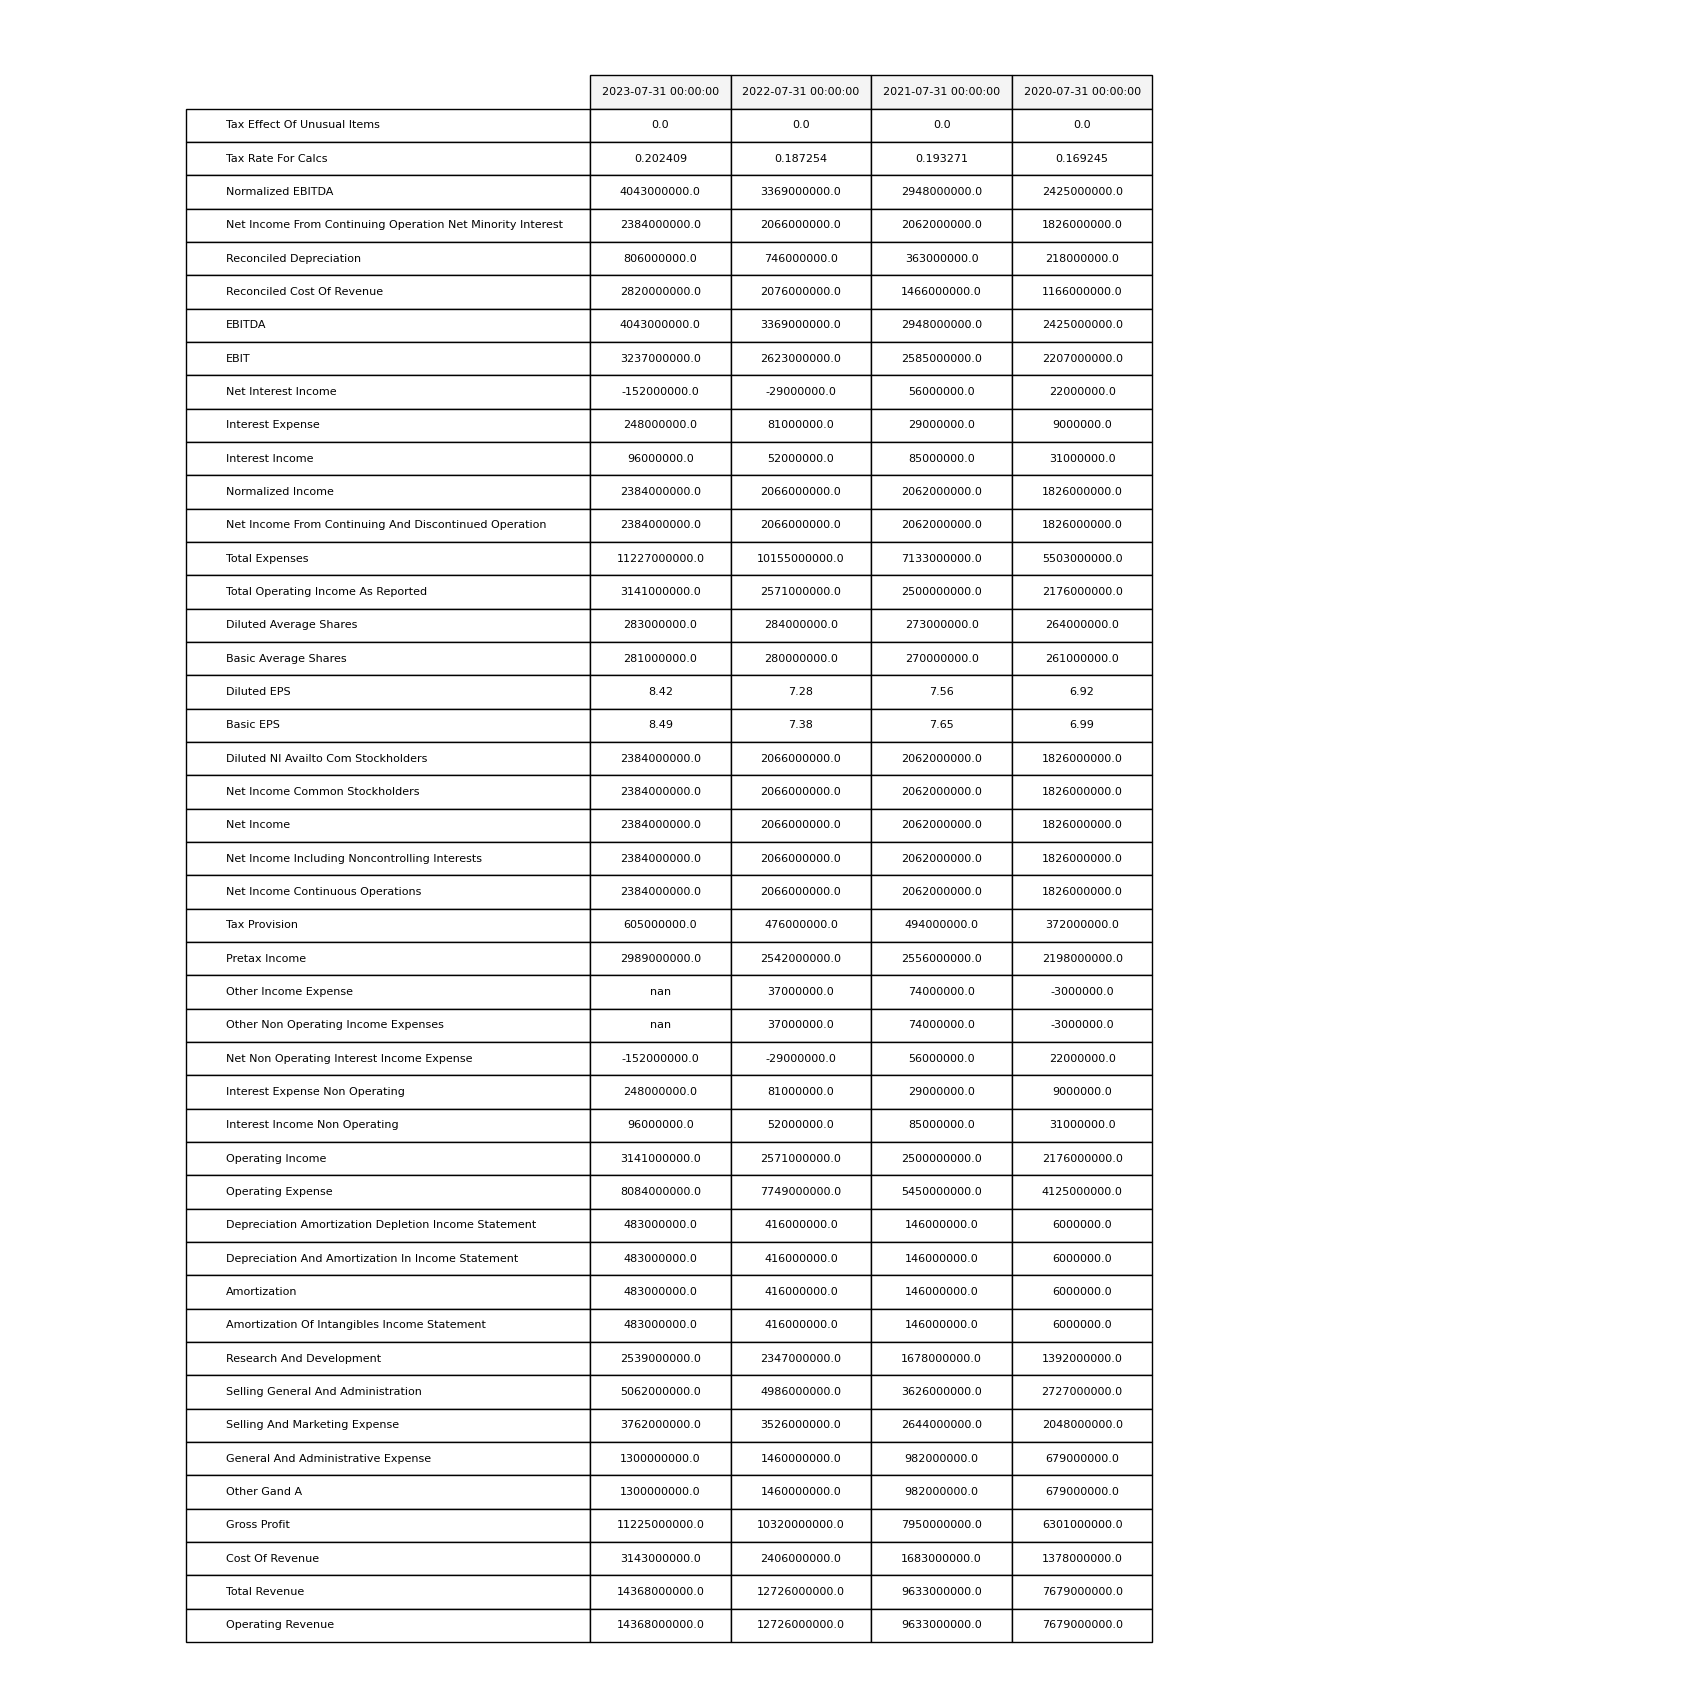 2023-07-31 00:00:00 2022-07-31 00:00:00 2021-07-31 00:00:00 2020-07-31 00:00:00
Tax Effect Of Unusual Items 0.0 0.0 0.0 0.0
Tax Rate For Calcs 0.202409 0.187254 0.193271 0.169245
Normalized EBITDA 4043000000.0 3369000000.0 2948000000.0 2425000000.0
Net Income From Continuing Operation Net Minority Interest 2384000000.0 2066000000.0 2062000000.0 1826000000.0
Reconciled Depreciation 806000000.0 746000000.0 363000000.0 218000000.0
Reconciled Cost Of Revenue 2820000000.0 2076000000.0 1466000000.0 1166000000.0
EBITDA 4043000000.0 3369000000.0 2948000000.0 2425000000.0
EBIT 3237000000.0 2623000000.0 2585000000.0 2207000000.0
Net Interest Income -152000000.0 -29000000.0 56000000.0 22000000.0
Interest Expense 248000000.0 81000000.0 29000000.0 9000000.0
Interest Income 96000000.0 52000000.0 85000000.0 31000000.0
Normalized Income 2384000000.0 2066000000.0 2062000000.0 1826000000.0
Net Income From Continuing And Discontinued Operation 2384000000.0 2066000000.0 2062000000.0 1826000000.0
Total Expenses 11227000000.0 10155000000.0 7133000000.0 5503000000.0
Total Operating Income As Reported 3141000000.0 2571000000.0 2500000000.0 2176000000.0
Diluted Average Shares 283000000.0 284000000.0 273000000.0 264000000.0
Basic Average Shares 281000000.0 280000000.0 270000000.0 261000000.0
Diluted EPS 8.42 7.28 7.56 6.92
Basic EPS 8.49 7.38 7.65 6.99
Diluted NI Availto Com Stockholders 2384000000.0 2066000000.0 2062000000.0 1826000000.0
Net Income Common Stockholders 2384000000.0 2066000000.0 2062000000.0 1826000000.0
Net Income 2384000000.0 2066000000.0 2062000000.0 1826000000.0
Net Income Including Noncontrolling Interests 2384000000.0 2066000000.0 2062000000.0 1826000000.0
Net Income Continuous Operations 2384000000.0 2066000000.0 2062000000.0 1826000000.0
Tax Provision 605000000.0 476000000.0 494000000.0 372000000.0
Pretax Income 2989000000.0 2542000000.0 2556000000.0 2198000000.0
Other Income Expense nan 37000000.0 74000000.0 -3000000.0
Other Non Operating Income Expenses nan 37000000.0 74000000.0 -3000000.0
Net Non Operating Interest Income Expense -152000000.0 -29000000.0 56000000.0 22000000.0
Interest Expense Non Operating 248000000.0 81000000.0 29000000.0 9000000.0
Interest Income Non Operating 96000000.0 52000000.0 85000000.0 31000000.0
Operating Income 3141000000.0 2571000000.0 2500000000.0 2176000000.0
Operating Expense 8084000000.0 7749000000.0 5450000000.0 4125000000.0
Depreciation Amortization Depletion Income Statement 483000000.0 416000000.0 146000000.0 6000000.0
Depreciation And Amortization In Income Statement 483000000.0 416000000.0 146000000.0 6000000.0
Amortization 483000000.0 416000000.0 146000000.0 6000000.0
Amortization Of Intangibles Income Statement 483000000.0 416000000.0 146000000.0 6000000.0
Research And Development 2539000000.0 2347000000.0 1678000000.0 1392000000.0
Selling General And Administration 5062000000.0 4986000000.0 3626000000.0 2727000000.0
Selling And Marketing Expense 3762000000.0 3526000000.0 2644000000.0 2048000000.0
General And Administrative Expense 1300000000.0 1460000000.0 982000000.0 679000000.0
Other Gand A 1300000000.0 1460000000.0 982000000.0 679000000.0
Gross Profit 11225000000.0 10320000000.0 7950000000.0 6301000000.0
Cost Of Revenue 3143000000.0 2406000000.0 1683000000.0 1378000000.0
Total Revenue 14368000000.0 12726000000.0 9633000000.0 7679000000.0
Operating Revenue 14368000000.0 12726000000.0 9633000000.0 7679000000.0